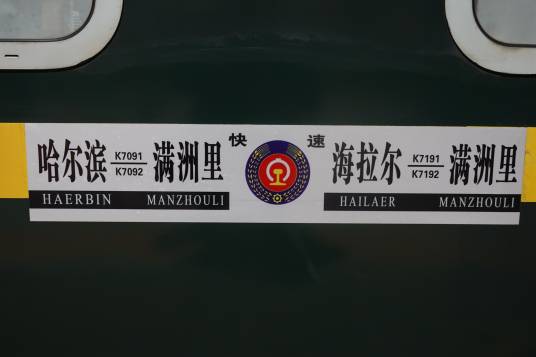 快 速
哈尔滨 K7091 K7092 满洲里
HAERBIN MANZHOULI
海拉尔 K7191 K7192 满洲里
HAILAER MANZHOULI